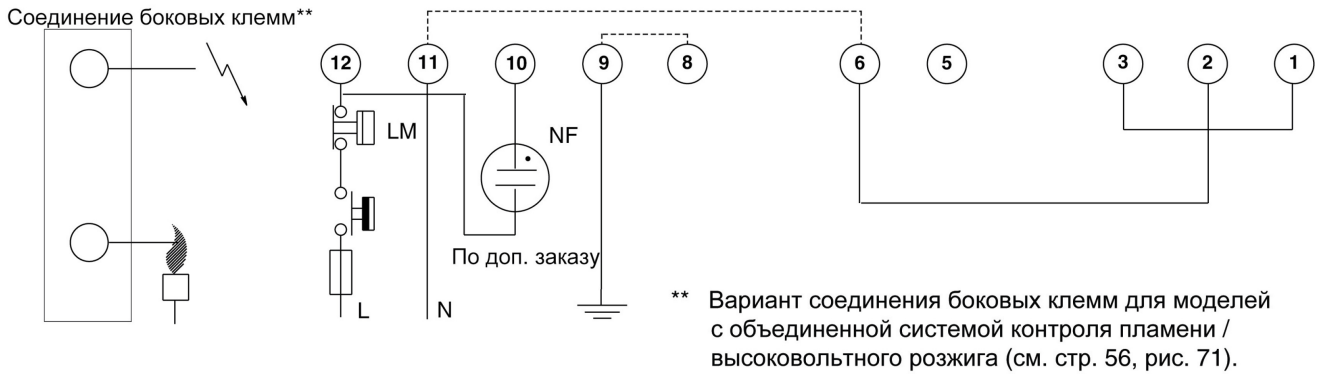 Соединение боковых клемм**
12 11 10 9 8 6 5 3 2 1
LM
NF
По доп. заказу
L N
** Вариант соединения боковых клемм для моделей
с объединенной системой контроля пламени /
высоковольтного розжига (см. стр. 56, рис. 71).